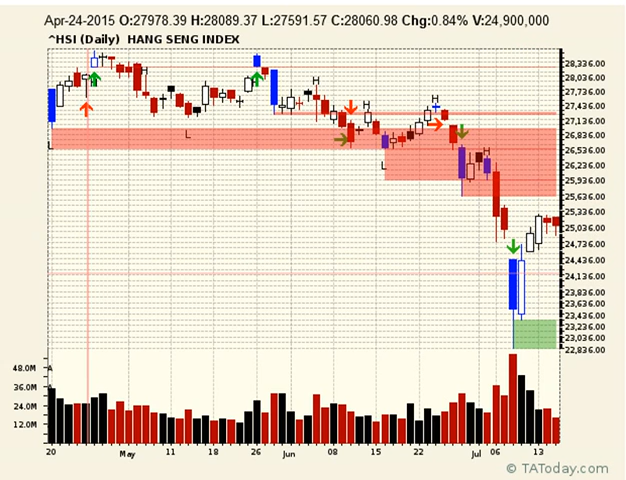 Apr-24-2015 O:27978.39 H:28089.37 L:27591.57 C:28060.98 Chg:0.84% V:24,900,000
^HSI (Daily) HANG SENG INDEX
28,336.00
28,036.00
27,736.00
27,436.00
27,136.00
26,836.00
26,536.00
26,236.00
25,936.00
25,636.00
25,336.00
25,036.00
24,736.00
24,436.00
24,136.00
23,836.00
23,636.00
23,436.00
23,236.00
23,036.00
22,836.00
H
H
H
H
H
L
L
L
48.0M
36.0M
24.0M
12.0M
A
A
20 May 11 18 26 Jun 08 15 22 Jul 06 13
© TAToday.com